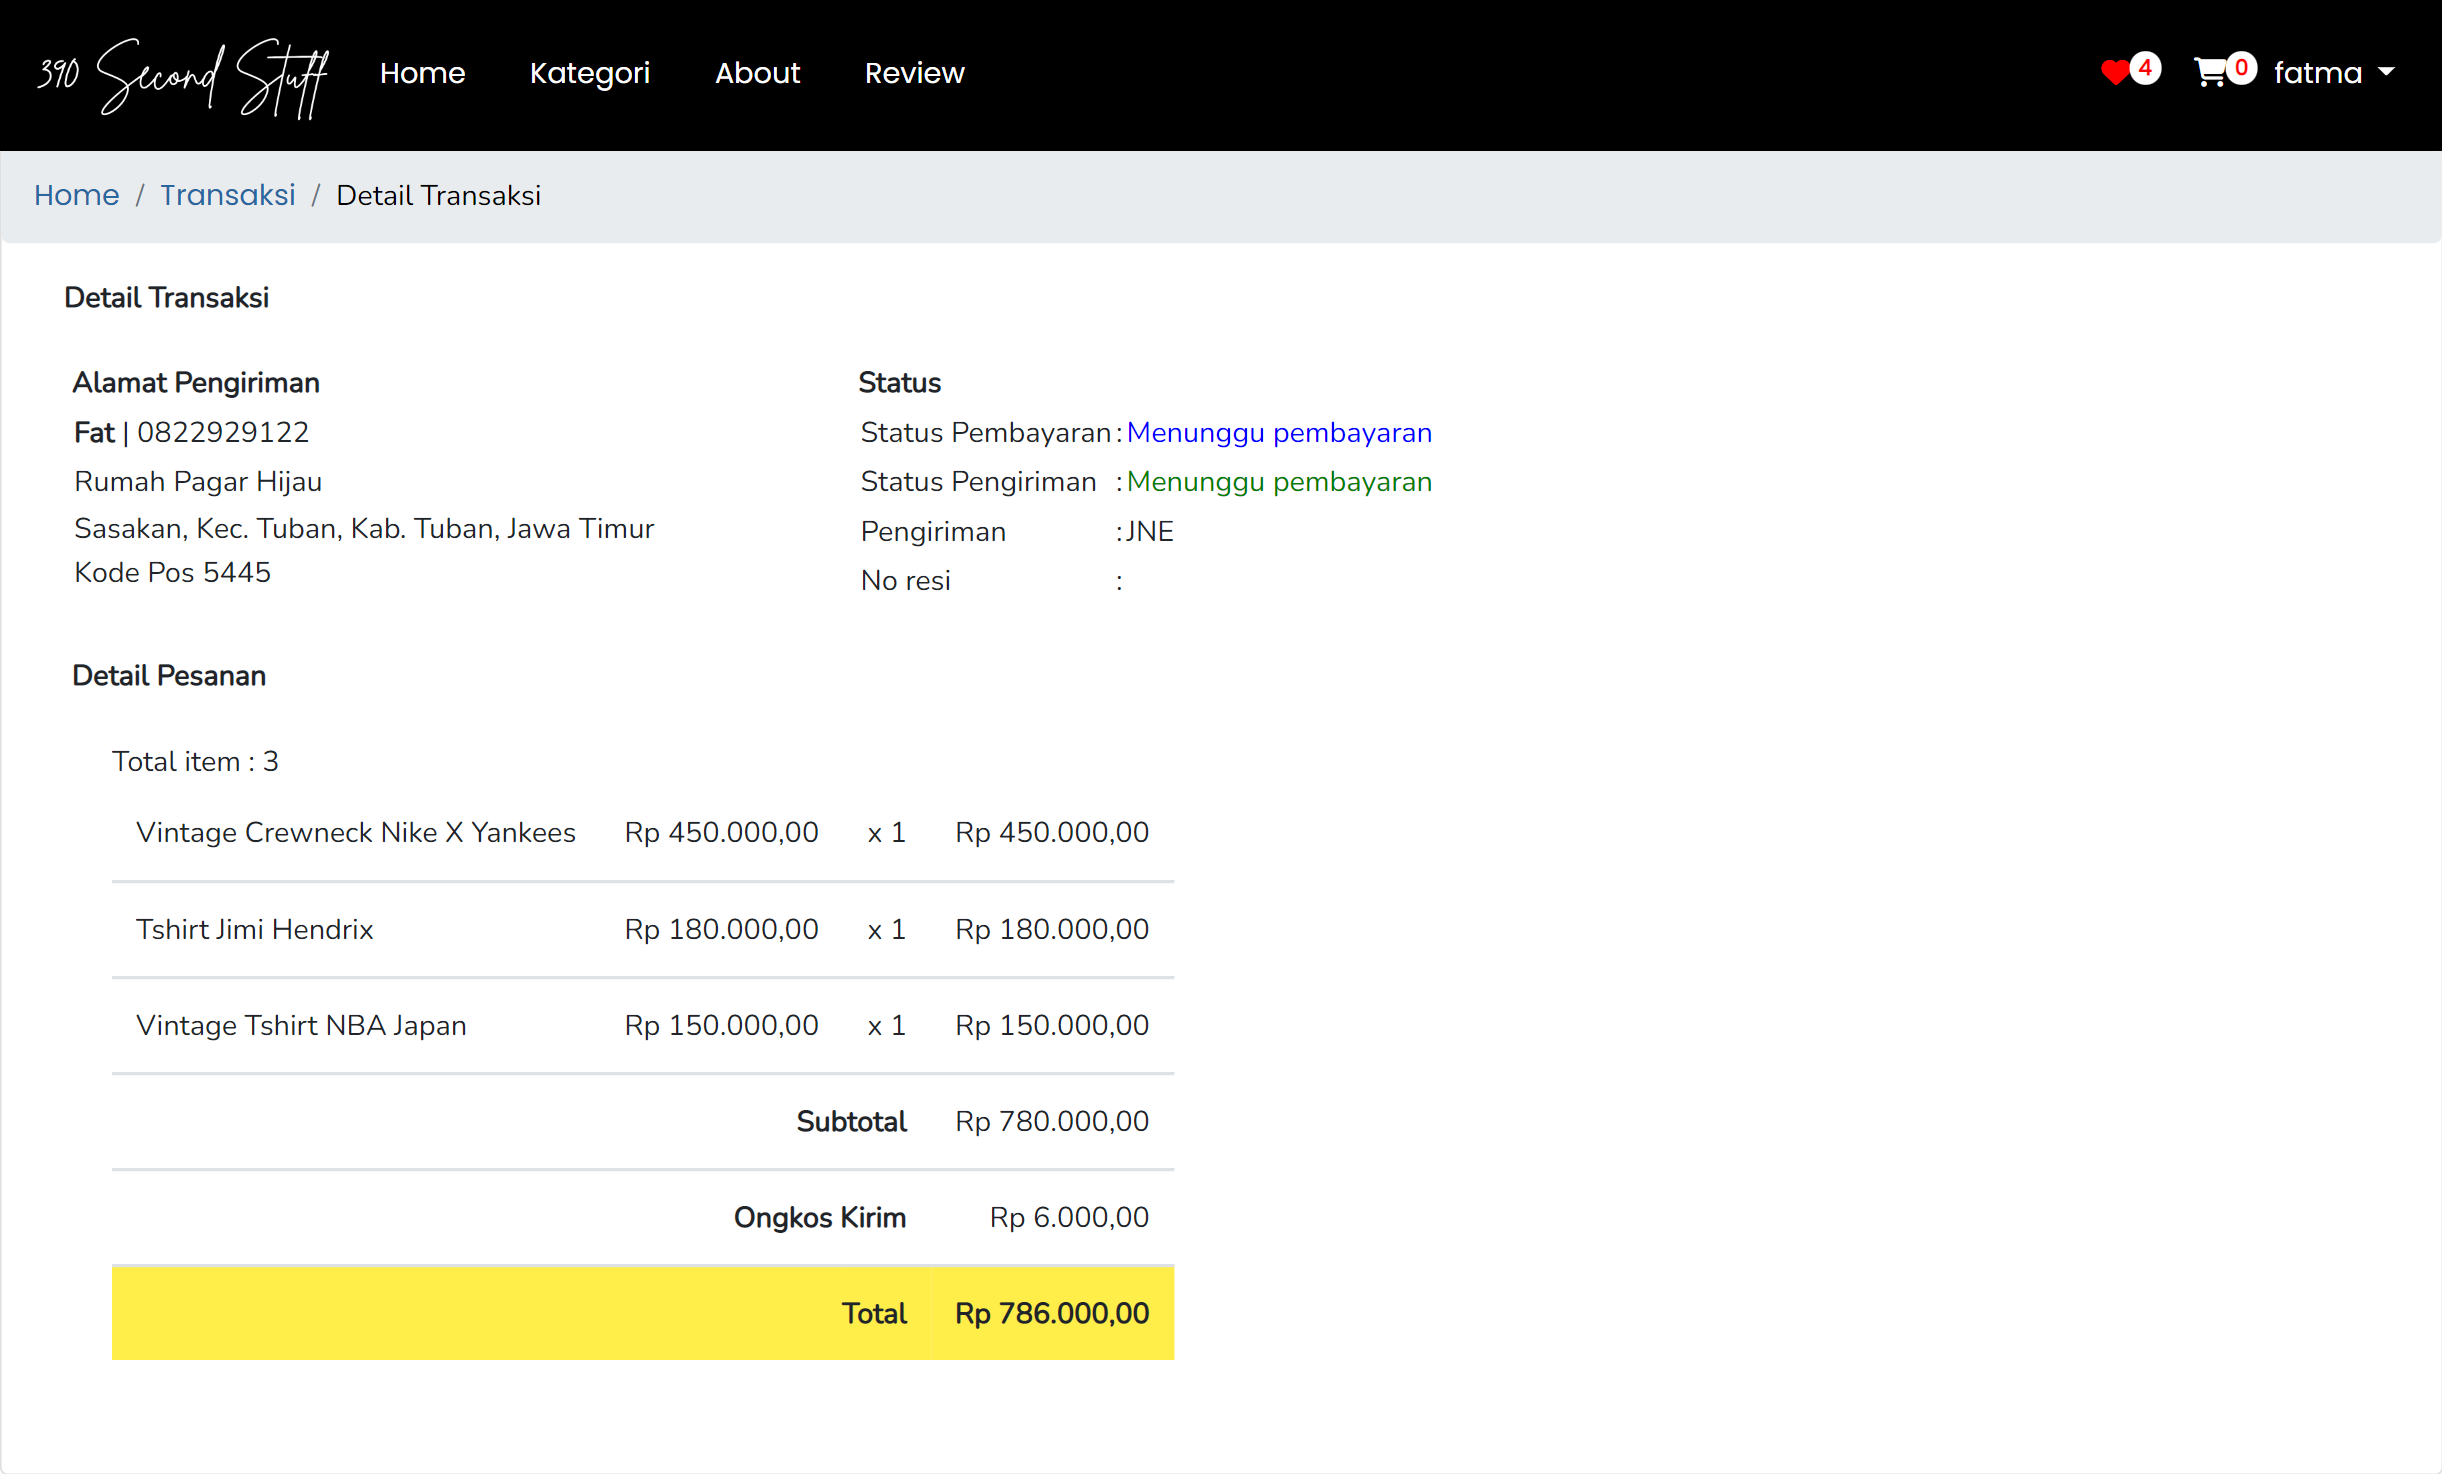 390 Second Stuff Home Kategori About Review 4 0 fatma
Home / Transaksi / Detail Transaksi
Detail Transaksi
Alamat Pengiriman
Fat | 0822929122
Rumah Pagar Hijau
Sasakan, Kec. Tuban, Kab. Tuban, Jawa Timur
Kode Pos 5445
Status
Status Pembayaran : Menunggu pembayaran
Status Pengiriman : Menunggu pembayaran
Pengiriman : JNE
No resi :
Detail Pesanan
Total item : 3
Vintage Crewneck Nike X Yankees Rp 450.000,00 x 1 Rp 450.000,00
Tshirt Jimi Hendrix Rp 180.000,00 x 1 Rp 180.000,00
Vintage Tshirt NBA Japan Rp 150.000,00 x 1 Rp 150.000,00
Subtotal Rp 780.000,00
Ongkos Kirim Rp 6.000,00
Total Rp 786.000,00